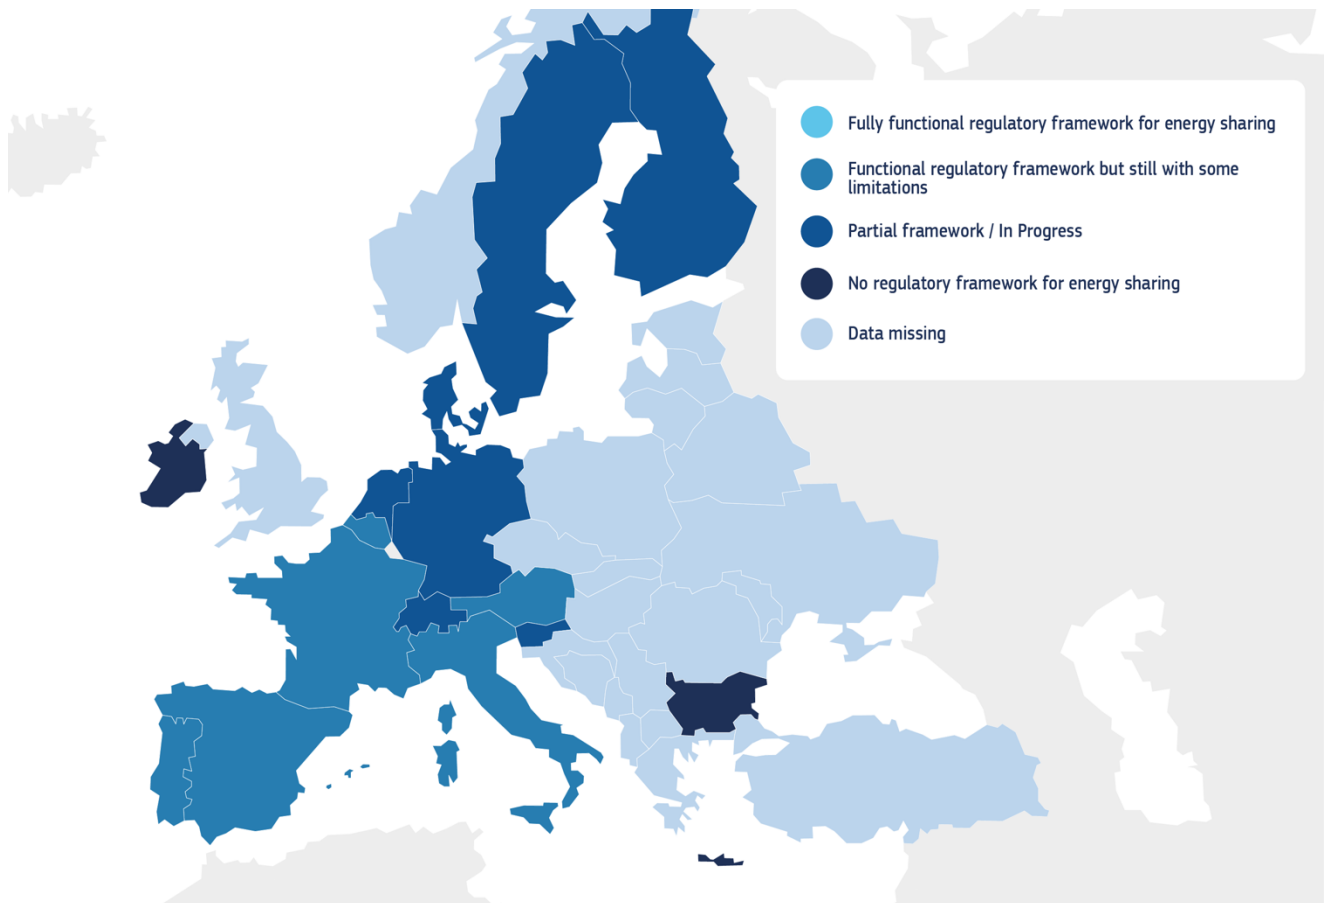 Fully functional regulatory framework for energy sharing
Functional regulatory framework but still with some
limitations
Partial framework / In Progress
No regulatory framework for energy sharing
Data missing